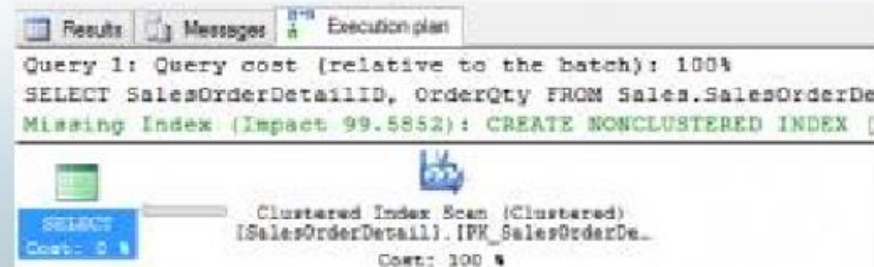 Results Messages Execution plan
Query 1: Query cost (relative to the batch): 100%
SELECT SalesOrderDetailID, OrderQty FROM Sales.SalesOrderDe
Missing Index (Impact 99.5852): CREATE NONCLUSTERED INDEX [
SELECT
Cost: 0 %
Clustered Index Scan (Clustered)
[SalesOrderDetail].[PK_SalesOrderDe…
Cost: 100 %